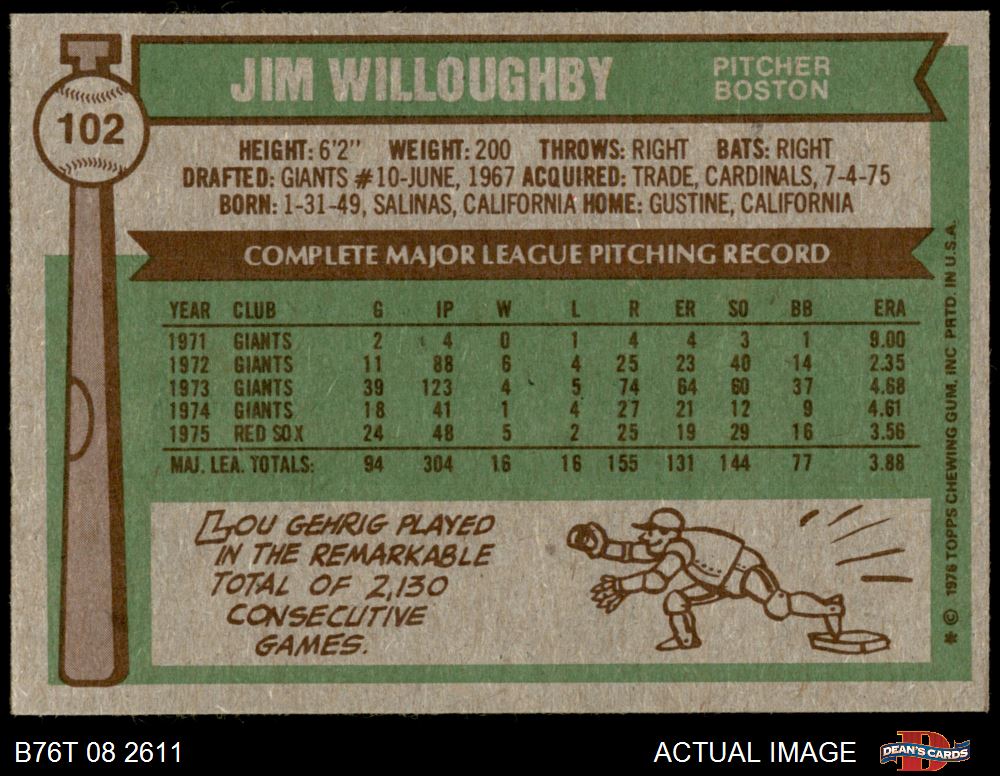 102
JIM WILLOUGHBY
PITCHER
BOSTON
HEIGHT: 6'2" WEIGHT: 200 THROWS: RIGHT BATS: RIGHT
DRAFTED: GIANTS #10-JUNE, 1967 ACQUIRED: TRADE, CARDINALS, 7-4-75
BORN: 1-31-49, SALINAS, CALIFORNIA HOME: GUSTINE, CALIFORNIA
COMPLETE MAJOR LEAGUE PITCHING RECORD
YEAR CLUB G IP W L R ER SO BB ERA
1971 GIANTS 2 4 0 1 4 4 3 1 9.00
1972 GIANTS 11 88 6 4 25 23 40 14 2.35
1973 GIANTS 39 123 4 5 74 64 60 37 4.68
1974 GIANTS 18 41 1 4 27 21 12 9 4.61
1975 RED SOX 24 48 5 2 25 19 29 16 3.56
MAJ. LEA. TOTALS: 94 304 16 16 155 131 144 77 3.88
LOU GEHRIG PLAYED
IN THE REMARKABLE
TOTAL OF 2,130
CONSECUTIVE
GAMES.
* © 1976 TOPPS CHEWING GUM, INC PRTD. IN U.S.A.
B76T 08 2611
ACTUAL IMAGE
D
DEAN'S CARDS